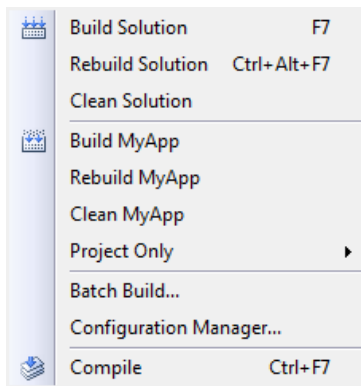 Build Solution F7
Rebuild Solution Ctrl+Alt+F7
Clean Solution
Build MyApp
Rebuild MyApp
Clean MyApp
Project Only
Batch Build...
Configuration Manager...
Compile Ctrl+F7